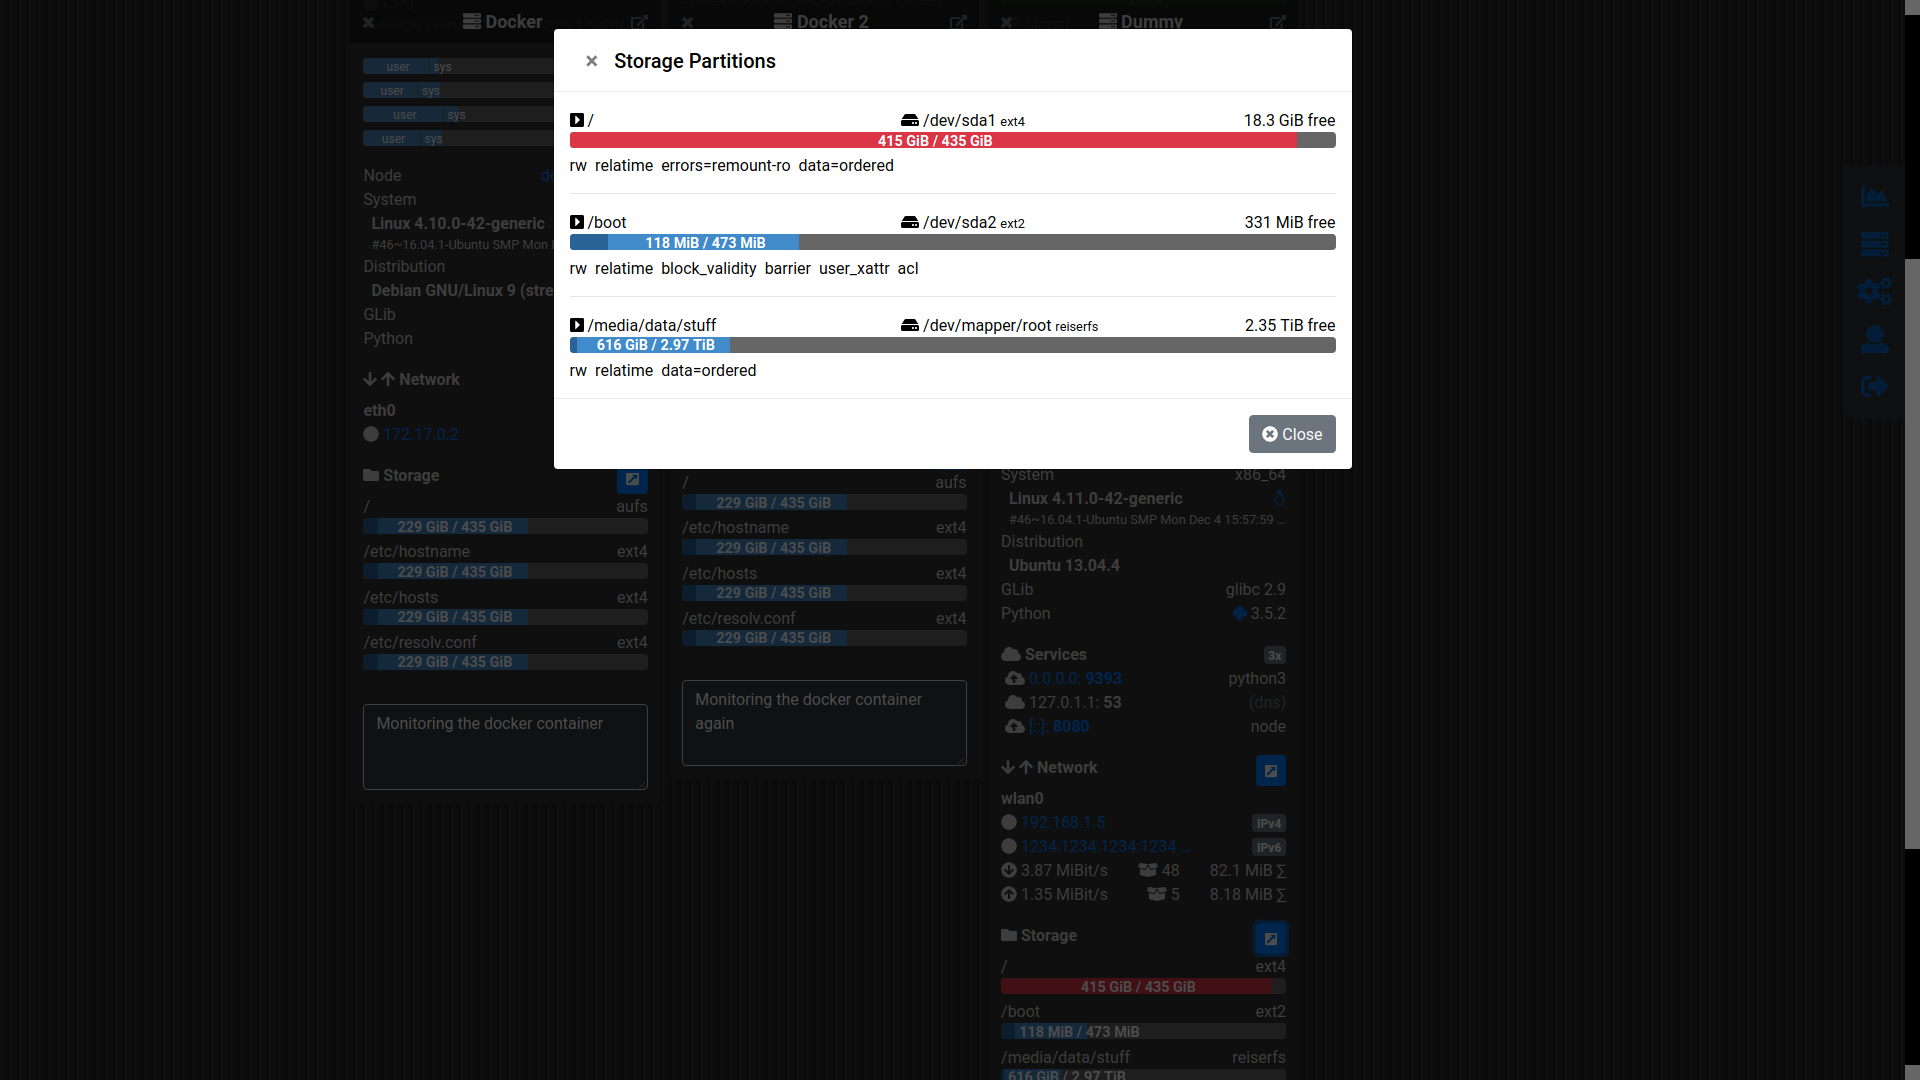 Docker
Docker 2
Dummy
Storage Partitions
/ /dev/sda1 ext4 18.3 GiB free
415 GiB / 435 GiB
rw relatime errors=remount-ro data=ordered
/boot /dev/sda2 ext2 331 MiB free
118 MiB / 473 MiB
rw relatime block_validity barrier user_xattr acl
/media/data/stuff /dev/mapper/root reiserfs 2.35 TiB free
616 GiB / 2.97 TiB
rw relatime data=ordered
Close
user sys
user sys
user sys
user sys
Node
System
Linux 4.10.0-42-generic
#46~16.04.1-Ubuntu SMP Mon
Distribution
Debian GNU/Linux 9 (stre
GLib
Python
Network
eth0
172.17.0.2
Storage
/ aufs
229 GiB / 435 GiB
/etc/hostname ext4
229 GiB / 435 GiB
/etc/hosts ext4
229 GiB / 435 GiB
/etc/resolv.conf ext4
229 GiB / 435 GiB
Monitoring the docker container
/ aufs
229 GiB / 435 GiB
/etc/hostname ext4
229 GiB / 435 GiB
/etc/hosts ext4
229 GiB / 435 GiB
/etc/resolv.conf ext4
229 GiB / 435 GiB
Monitoring the docker container
again
System x86_64
Linux 4.11.0-42-generic
#46~16.04.1-Ubuntu SMP Mon Dec 4 15:57:59 ...
Distribution
Ubuntu 13.04.4
GLib glibc 2.9
Python 3.5.2
Services 3x
0.0.0.0: 9393 python3
127.0.1.1: 53 (dns)
[::]: 8080 node
Network
wlan0
192.168.1.5 IPv4
1234:1234:1234:1234 ... IPv6
3.87 MiBit/s 48 82.1 MiB ∑
1.35 MiBit/s 5 8.18 MiB ∑
Storage
/ ext4
415 GiB / 435 GiB
/boot ext2
118 MiB / 473 MiB
/media/data/stuff reiserfs
616 GiB / 2.97 TiB